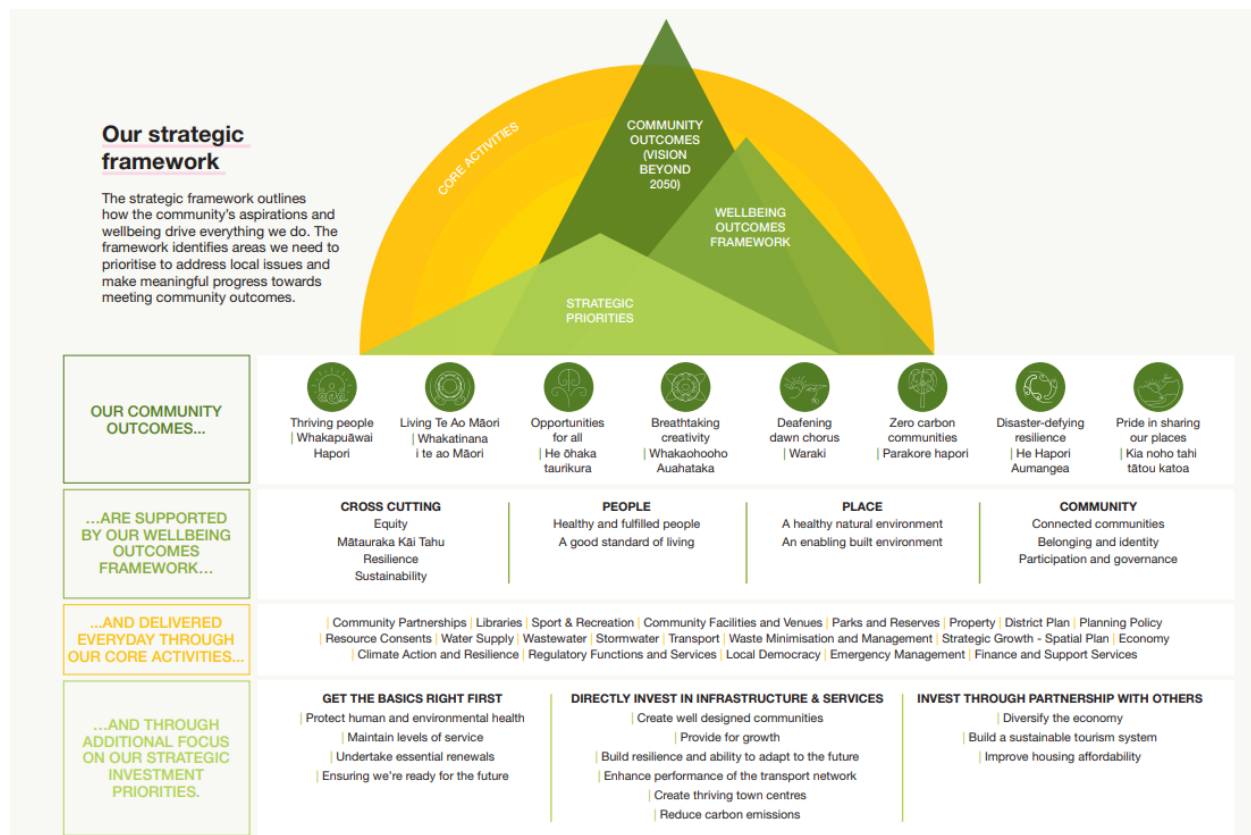 Our strategic
framework
The strategic framework outlines
how the community's aspirations and
wellbeing drive everything we do. The
framework identifies areas we need to
prioritise to address local issues and
make meaningful progress towards
meeting community outcomes.
CORE ACTIVITIES
COMMUNITY
OUTCOMES
(VISION
BEYOND
2050)
WELLBEING
OUTCOMES
FRAMEWORK
STRATEGIC
PRIORITIES
OUR COMMUNITY
OUTCOMES...
Thriving people
| Whakapuāwai
Hapori
Living Te Ao Māori
| Whakatinana
i te ao Māori
Opportunities
for all
| He ōhaka
taurikura
Breathtaking
creativity
| Whakaohooho
Auahataka
Deafening
dawn chorus
| Waraki
Zero carbon
communities
| Parakore hapori
Disaster-defying
resilience
| He Hapori
Aumangea
Pride in sharing
our places
| Kia noho tahi
tātou katoa
...ARE SUPPORTED
BY OUR WELLBEING
OUTCOMES
FRAMEWORK...
CROSS CUTTING
Equity
Mātauraka Kāi Tahu
Resilience
Sustainability
PEOPLE
Healthy and fulfilled people
A good standard of living
PLACE
A healthy natural environment
An enabling built environment
COMMUNITY
Connected communities
Belonging and identity
Participation and governance
...AND DELIVERED
EVERYDAY THROUGH
OUR CORE ACTIVITIES...
| Community Partnerships | Libraries | Sport & Recreation | Community Facilities and Venues | Parks and Reserves | Property | District Plan | Planning Policy
| Resource Consents | Water Supply | Wastewater | Stormwater | Transport | Waste Minimisation and Management | Strategic Growth - Spatial Plan | Economy
| Climate Action and Resilience | Regulatory Functions and Services | Local Democracy | Emergency Management | Finance and Support Services
...AND THROUGH
ADDITIONAL FOCUS
ON OUR STRATEGIC
INVESTMENT
PRIORITIES.
GET THE BASICS RIGHT FIRST
| Protect human and environmental health
| Maintain levels of service
| Undertake essential renewals
| Ensuring we're ready for the future
DIRECTLY INVEST IN INFRASTRUCTURE & SERVICES
| Create well designed communities
| Provide for growth
| Build resilience and ability to adapt to the future
| Enhance performance of the transport network
| Create thriving town centres
| Reduce carbon emissions
INVEST THROUGH PARTNERSHIP WITH OTHERS
| Diversify the economy
| Build a sustainable tourism system
| Improve housing affordability